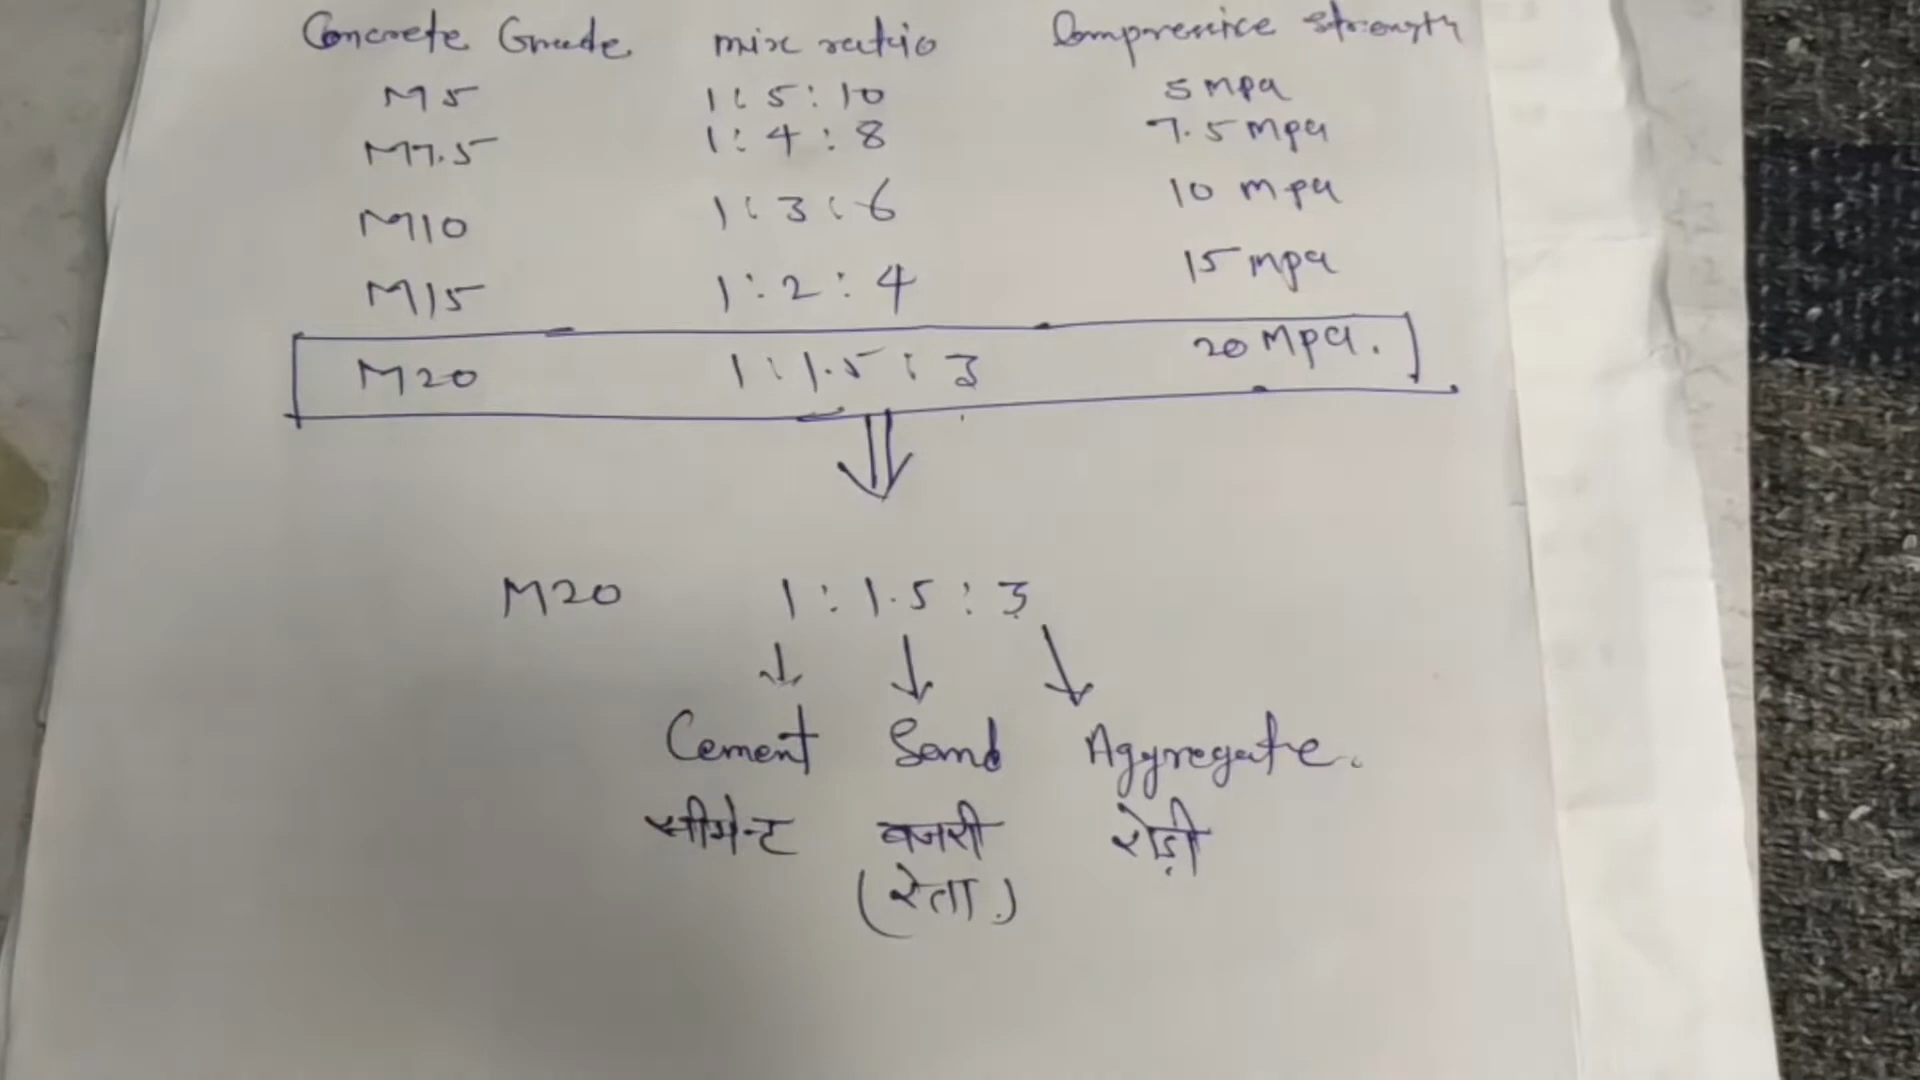 Concrete Grade mix ratio Compressive strength
M5 1:5:10 5 mpa
M7.5 1:4:8 7.5 mpa
M10 1:3:6 10 mpa
M15 1:2:4 15 mpa
M20 1:1.5:3 20 Mpa.
M20 1:1.5:3
Cement Sand Aggregate.
सीमेन्ट बजरी रोड़ी
(रेता.)